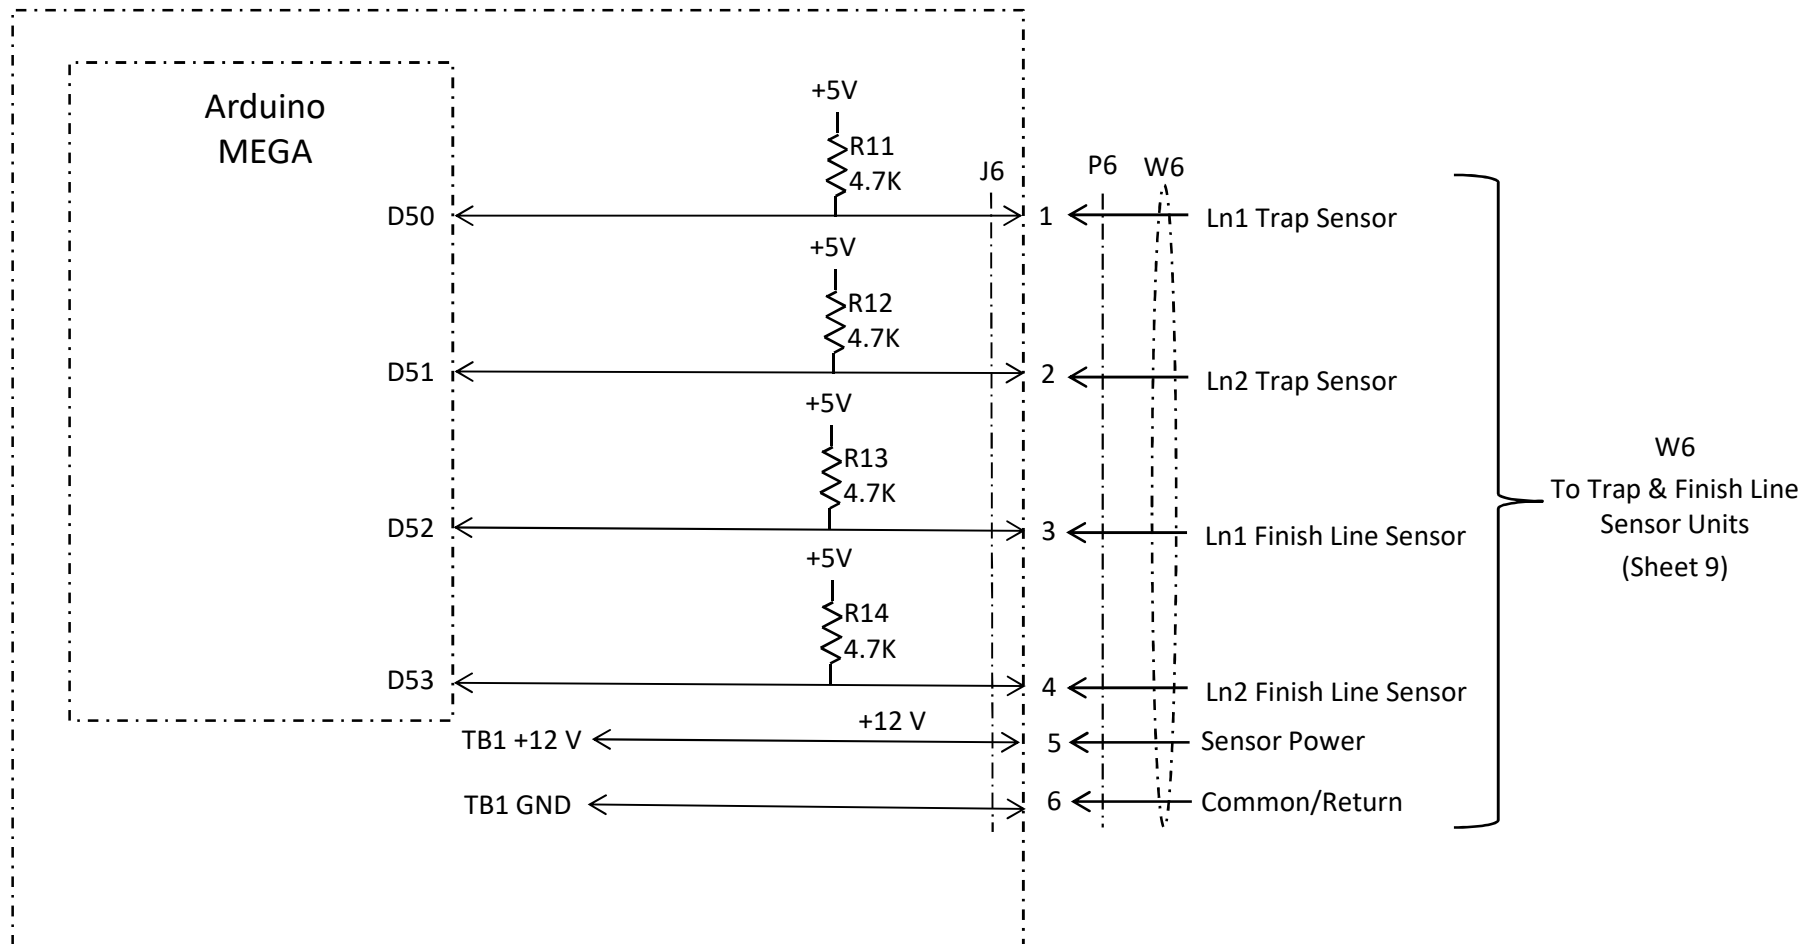 Arduino
MEGA
+5V
R11
4.7K
J6
P6
W6
D50
1
Ln1 Trap Sensor
+5V
R12
4.7K
D51
2
Ln2 Trap Sensor
+5V
R13
4.7K
D52
3
Ln1 Finish Line Sensor
+5V
R14
4.7K
D53
4
Ln2 Finish Line Sensor
TB1 +12 V
+12 V
5
Sensor Power
TB1 GND
6
Common/Return
W6
To Trap & Finish Line
Sensor Units
(Sheet 9)